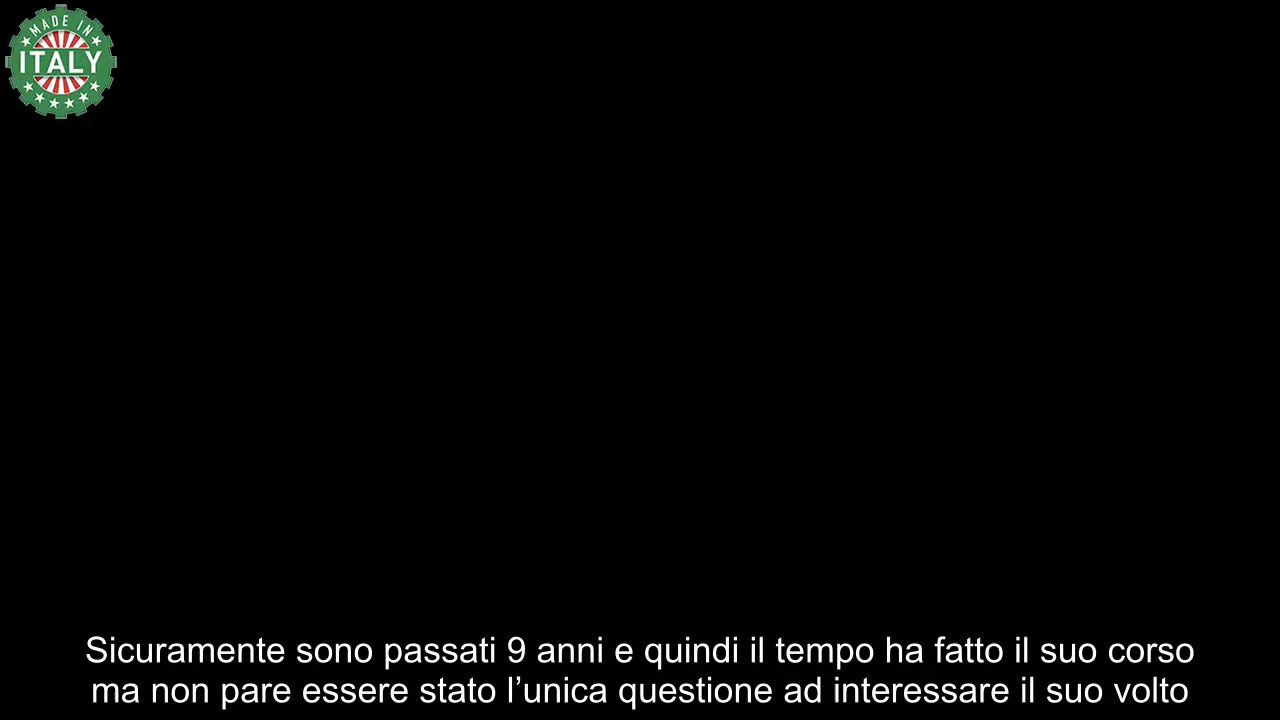 MADE IN
ITALY
Sicuramente sono passati 9 anni e quindi il tempo ha fatto il suo corso
ma non pare essere stato l’unica questione ad interessare il suo volto